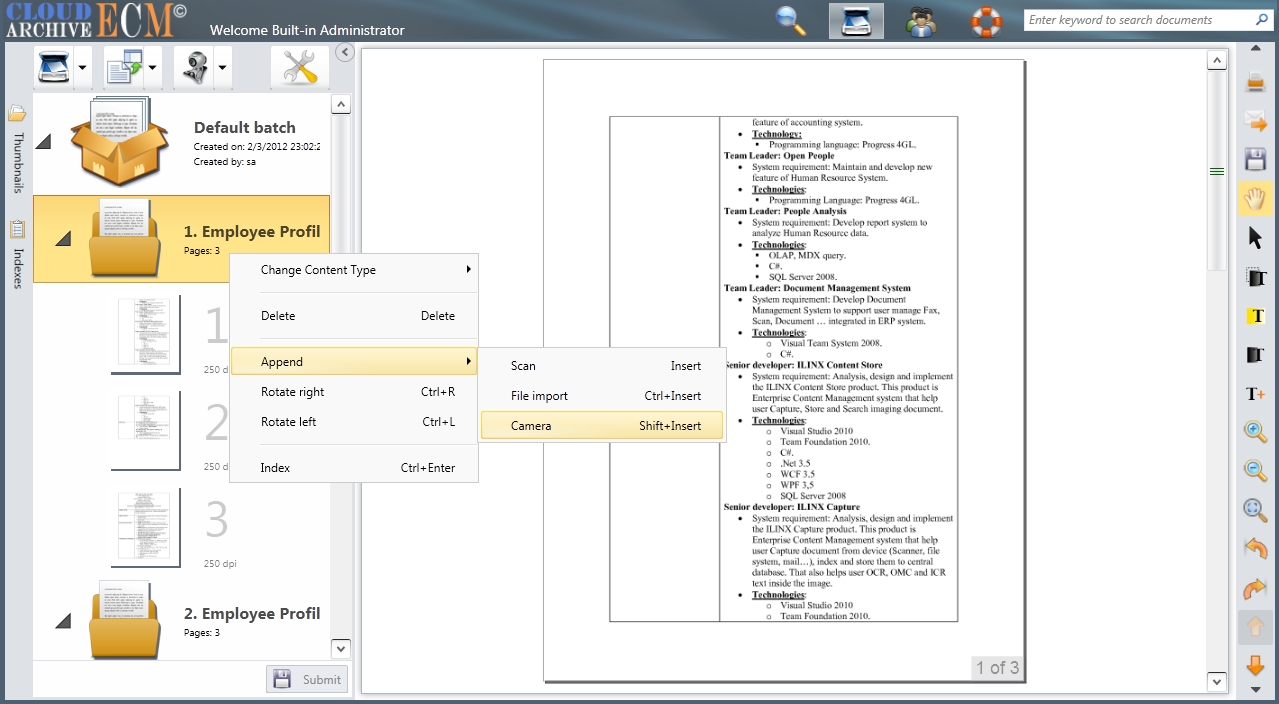 CLOUD
ARCHIVE ECM©
Welcome Built-in Administrator
Enter keyword to search documents
Thumbnails
Indexes
Default batch
Created on: 2/3/2012 23:02:2
Created by: sa
1. Employee Profil
Pages: 3
1
250 d
2
250 d
3
250 dpi
2. Employee Profil
Pages: 3
Submit
Change Content Type
Delete Delete
Append
Rotate right Ctrl+R
Rotate left Ctrl+L
Index Ctrl+Enter
Scan Insert
File import Ctrl+Insert
Camera Shift+Insert
feature of accounting system.
• Technology:
▪ Programming language: Progress 4GL.
Team Leader: Open People
• System requirement: Maintain and develop new
feature of Human Resource System.
• Technologies:
▪ Programming Language: Progress 4GL.
Team Leader: People Analysis
• System requirement: Develop report system to
analyze Human Resource data.
• Technologies:
▪ OLAP, MDX query.
▪ C#.
▪ SQL Server 2008.
Team Leader: Document Management System
• System requirement: Develop Document
Management System to support user manage Fax,
Scan, Document … integrated in ERP system.
• Technologies:
o Visual Team System 2008.
o C#.
Senior developer: ILINX Content Store
• System requirement: Analysis, design and implement
the ILINX Content Store product. This product is
Enterprise Content Management system that help
user Capture, Store and Search imaging document.
• Technologies:
o Visual Studio 2010
o Team Foundation 2010.
o C#.
o .Net 3.5
o WCF 3.5
o WPF 3,5
o SQL Server 2008
Senior developer: ILINX Capture
• System requirement: Analysis, design and implement
the ILINX Capture product. This product is
Enterprise Content Management system that help
user Capture document from device (Scanner, file
system, mail…), index and store them to central
database. That also helps user OCR, OMC and ICR
text inside the image.
• Technologies:
o Visual Studio 2010
o Team Foundation 2010.
1 of 3
T
T
T
T+